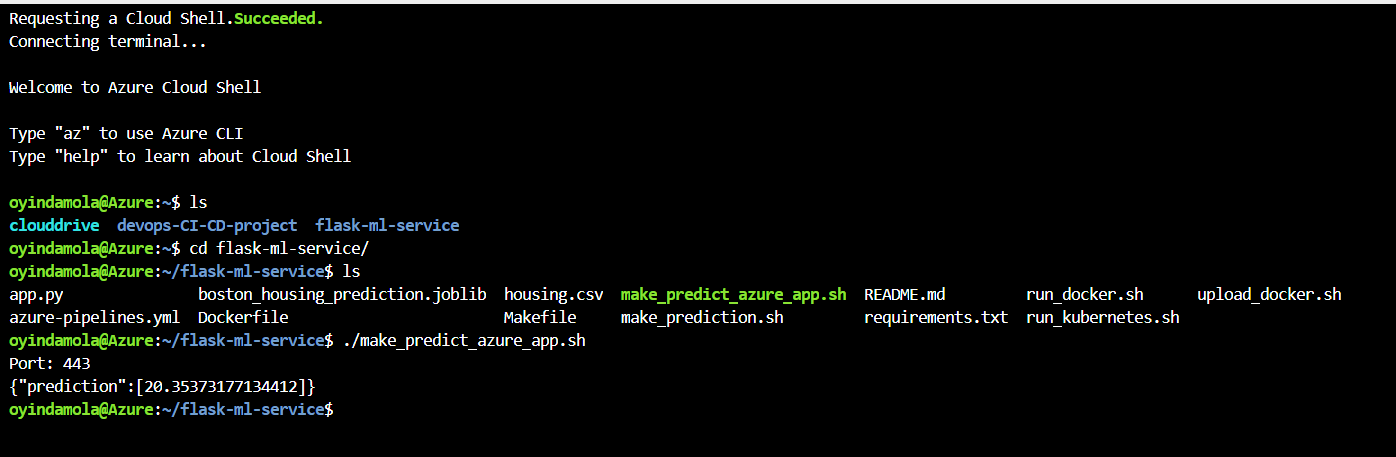 Requesting a Cloud Shell.Succeeded.
Connecting terminal...
Welcome to Azure Cloud Shell
Type "az" to use Azure CLI
Type "help" to learn about Cloud Shell
oyindamola@Azure:~$ ls
clouddrive  devops-CI-CD-project  flask-ml-service
oyindamola@Azure:~$ cd flask-ml-service/
oyindamola@Azure:~/flask-ml-service$ ls
app.py               boston_housing_prediction.joblib  housing.csv  make_predict_azure_app.sh  README.md         run_docker.sh      upload_docker.sh
azure-pipelines.yml  Dockerfile                        Makefile     make_prediction.sh         requirements.txt  run_kubernetes.sh
oyindamola@Azure:~/flask-ml-service$ ./make_predict_azure_app.sh
Port: 443
{"prediction":[20.35373177134412]}
oyindamola@Azure:~/flask-ml-service$